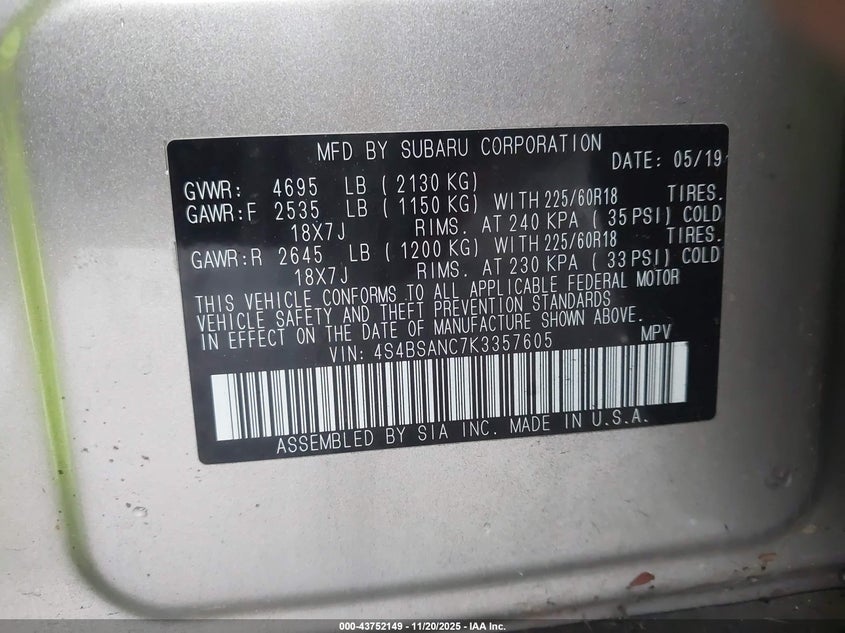 MFD BY SUBARU CORPORATION
DATE: 05/19
GVWR: 4695 LB ( 2130 KG)
GAWR:F 2535 LB ( 1150 KG) WITH 225/60R18 TIRES.
18X7J RIMS. AT 240 KPA ( 35 PSI) COLD
GAWR:R 2645 LB ( 1200 KG) WITH 225/60R18 TIRES.
18X7J RIMS. AT 230 KPA ( 33 PSI) COLD
THIS VEHICLE CONFORMS TO ALL APPLICABLE FEDERAL MOTOR
VEHICLE SAFETY AND THEFT PREVENTION STANDARDS
IN EFFECT ON THE DATE OF MANUFACTURE SHOWN ABOVE.
VIN: 4S4BSANC7K3357605 MPV
ASSEMBLED BY SIA INC. MADE IN U.S.A.
000-43752149 - 11/20/2025 - IAA Inc.